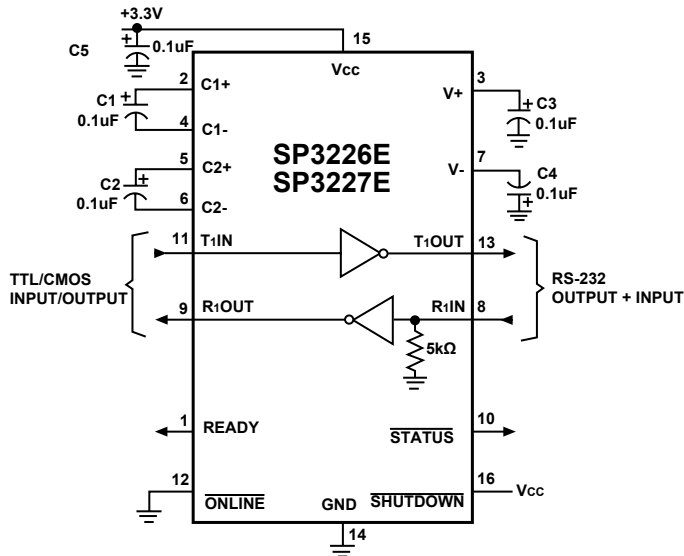 +3.3V
C5
+
0.1uF
15
VCC
2
C1+
C1
+
0.1uF
4
C1-
5
C2+
C2
+
0.1uF
6
C2-
SP3226E
SP3227E
3
V+
+
C3
0.1uF
7
V-
C4
0.1uF
+
11
T1IN
T1OUT
13
TTL/CMOS
INPUT/OUTPUT
RS-232
OUTPUT + INPUT
9
R1OUT
R1IN
8
5kΩ
1
READY
STATUS
10
12
ONLINE
GND
14
SHUTDOWN
16
VCC